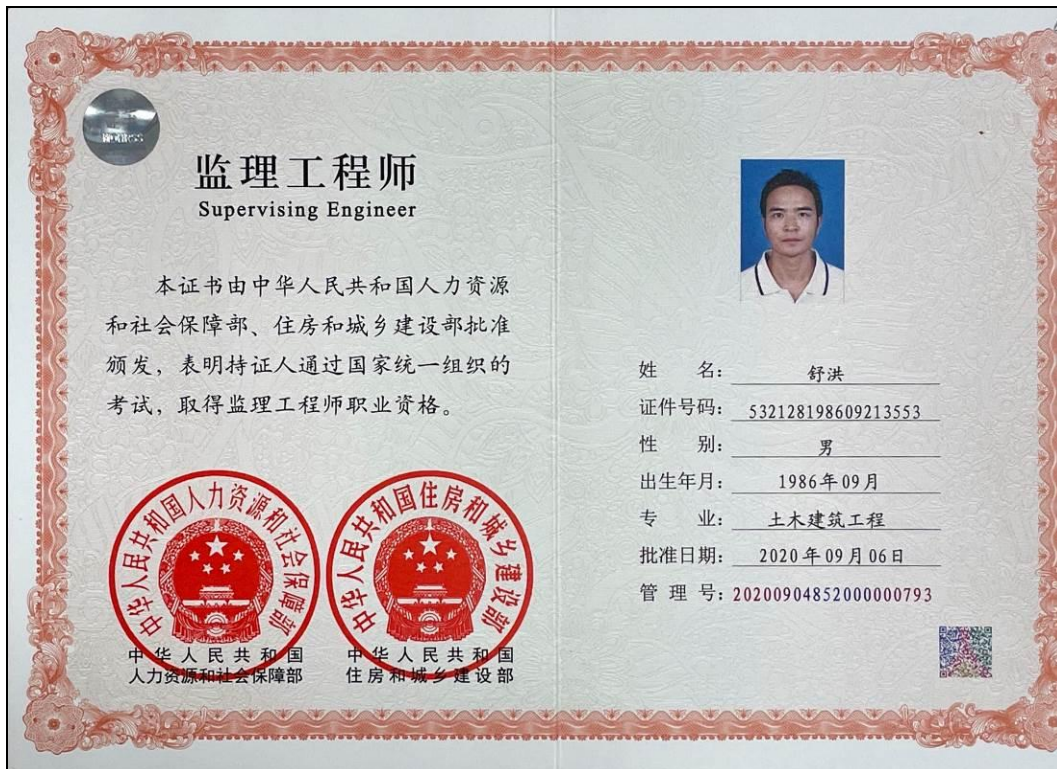 监理工程师
Supervising Engineer
本证书由中华人民共和国人力资源
和社会保障部、住房和城乡建设部批准
颁发，表明持证人通过国家统一组织的
考试，取得监理工程师职业资格。
中华人民共和国人力资源和社会保障部
中华人民共和国住房和城乡建设部
中华人民共和国
人力资源和社会保障部
中华人民共和国
住房和城乡建设部
姓 名：舒洪
证件号码：532128198609213553
性 别：男
出生年月：1986年09月
专 业：土木建筑工程
批准日期：2020年09月06日
管 理 号：20200904852000000793